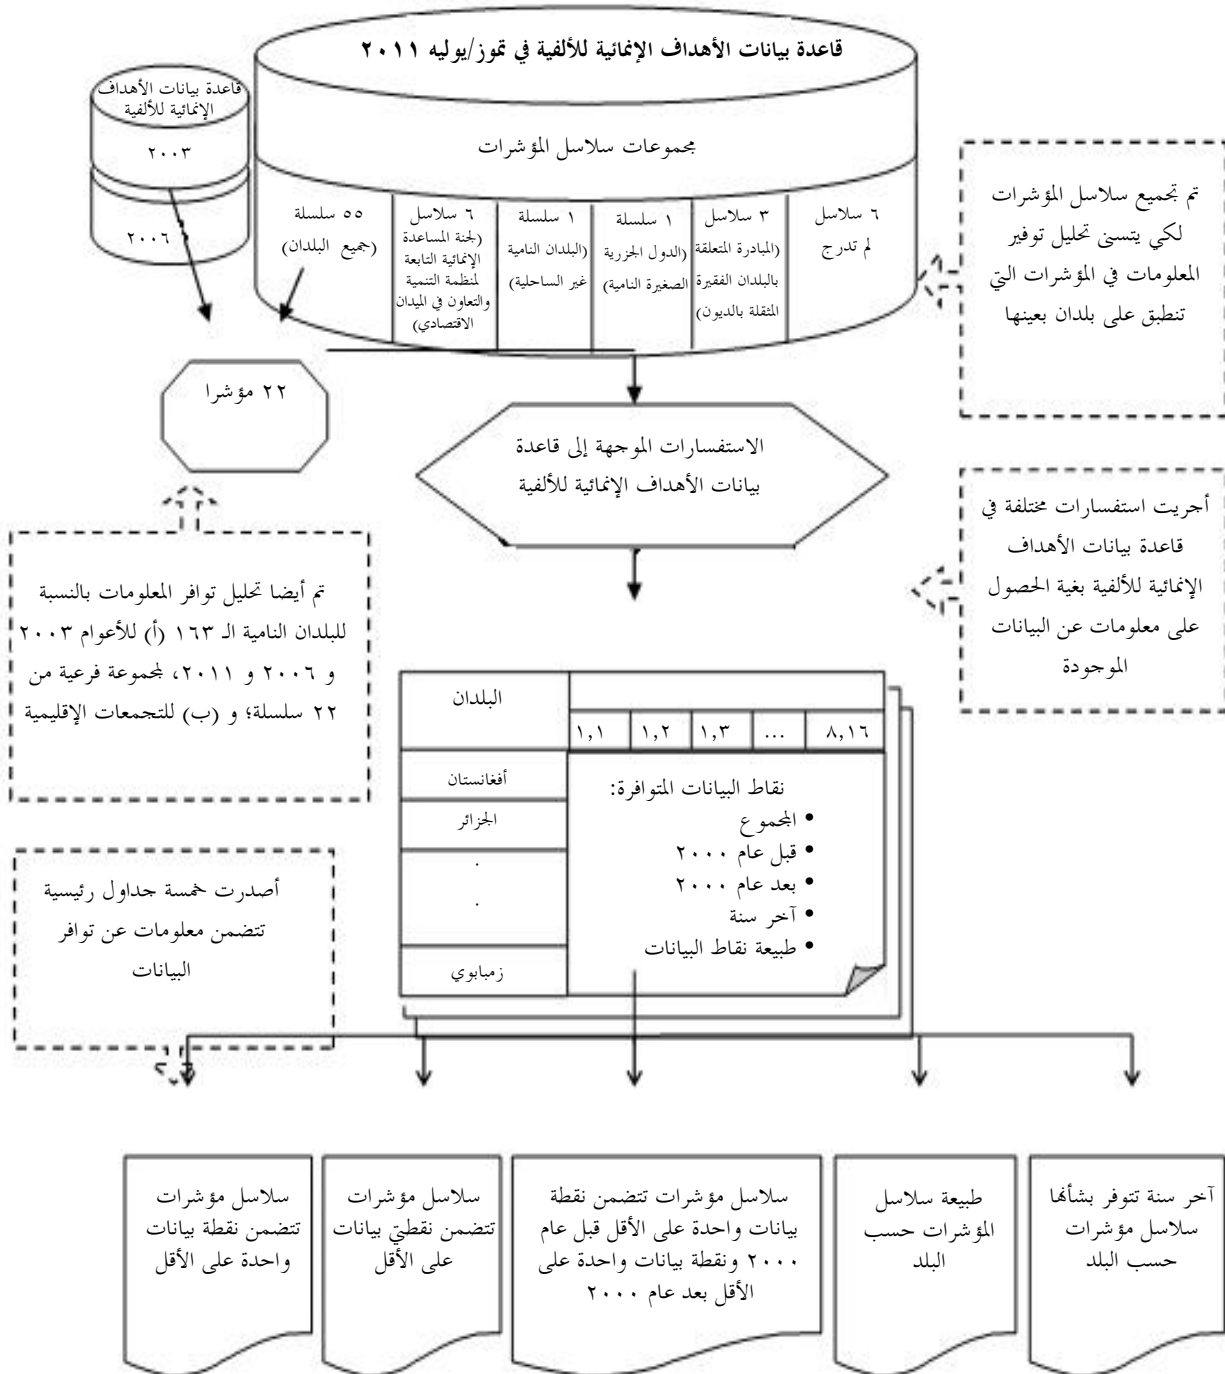 قاعدة بيانات الأهداف الإنمائية للألفية في تموز/يوليه ٢٠١١
قاعدة بيانات الأهداف
الإنمائية للألفية
٢٠٠٣
٢٠٠٦
مجموعات سلاسل المؤشرات
٦ سلاسل
لم تدرج
٣ سلاسل
(المبادرة المتعلقة
بالبلدان الفقيرة
المثقلة بالديون)
١ سلسلة
(الدول الجزرية
الصغيرة النامية)
١ سلسلة
(البلدان النامية
غير الساحلية)
٦ سلاسل
(لجنة المساعدة
الإنمائية التابعة
لمنظمة التنمية
والتعاون في الميدان
الاقتصادي)
٥٥ سلسلة
(جميع البلدان)
تم تجميع سلاسل المؤشرات
لكي يتسنى تحليل توفير
المعلومات في المؤشرات التي
تنطبق على بلدان بعينها
٢٢ مؤشرا
الاستفسارات الموجهة إلى قاعدة
بيانات الأهداف الإنمائية للألفية
أجريت استفسارات مختلفة في
قاعدة بيانات الأهداف
الإنمائية للألفية بغية الحصول
على معلومات عن البيانات
الموجودة
تم أيضا تحليل توافر المعلومات بالنسبة
للبلدان النامية الـ ١٦٣ (أ) للأعوام ٢٠٠٣
و ٢٠٠٦ و ٢٠١١، لمجموعة فرعية من
٢٢ سلسلة؛ و (ب) للتجمعات الإقليمية
البلدان
١,١ ١,٢ ١,٣ ... ٨,١٦
أفغانستان
الجزائر
.
.
زمبابوي
نقاط البيانات المتوافرة:
• المجموع
• قبل عام ٢٠٠٠
• بعد عام ٢٠٠٠
• آخر سنة
• طبيعة نقاط البيانات
أصدرت خمسة جداول رئيسية
تتضمن معلومات عن توافر
البيانات
آخر سنة تتوفر بشأنها
سلاسل مؤشرات
حسب البلد
طبيعة سلاسل
المؤشرات حسب
البلد
سلاسل مؤشرات تتضمن نقطة
بيانات واحدة على الأقل قبل عام
٢٠٠٠ ونقطة بيانات واحدة على
الأقل بعد عام ٢٠٠٠
سلاسل مؤشرات
تتضمن نقطتي بيانات
على الأقل
سلاسل مؤشرات
تتضمن نقطة بيانات
واحدة على الأقل